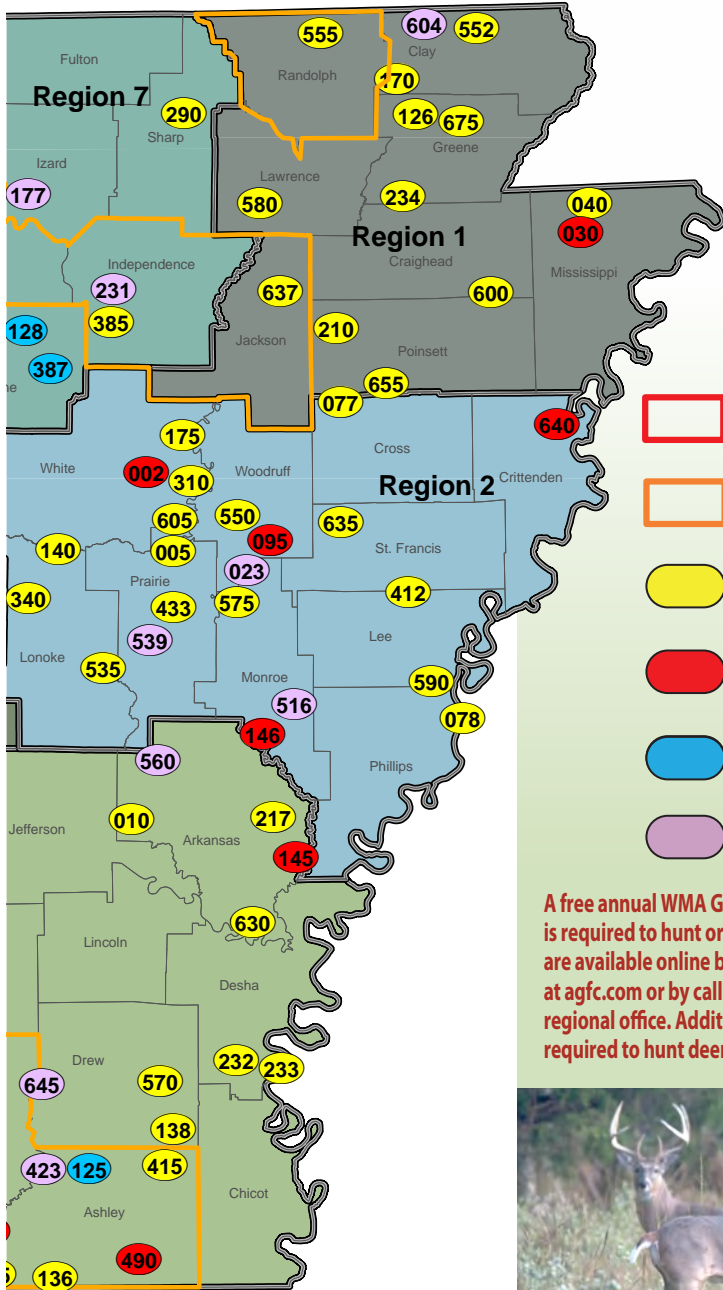 604
552
555
Clay
Fulton
Randolph
170
Region 7
290
126
675
Sharp
Greene
Izard
Lawrence
177
234
040
580
030
Region 1
Craighead
Independence
Mississippi
231
637
600
385
210
128
Jackson
Poinsett
387
ne
655
077
640
175
Cross
White
002
Woodruff
310
Crittenden
Region 2
605
550
635
095
140
005
St. Francis
023
Prairie
412
340
433
575
Lonoke
539
Lee
535
Monroe
590
516
078
146
560
Phillips
010
217
Jefferson
Arkansas
145
630
Lincoln
Desha
Drew
232
233
645
570
138
423
125
415
Ashley
Chicot
490
136
A free annual WMA G
is required to hunt or
are available online b
at agfc.com or by call
regional office. Addit
required to hunt deer